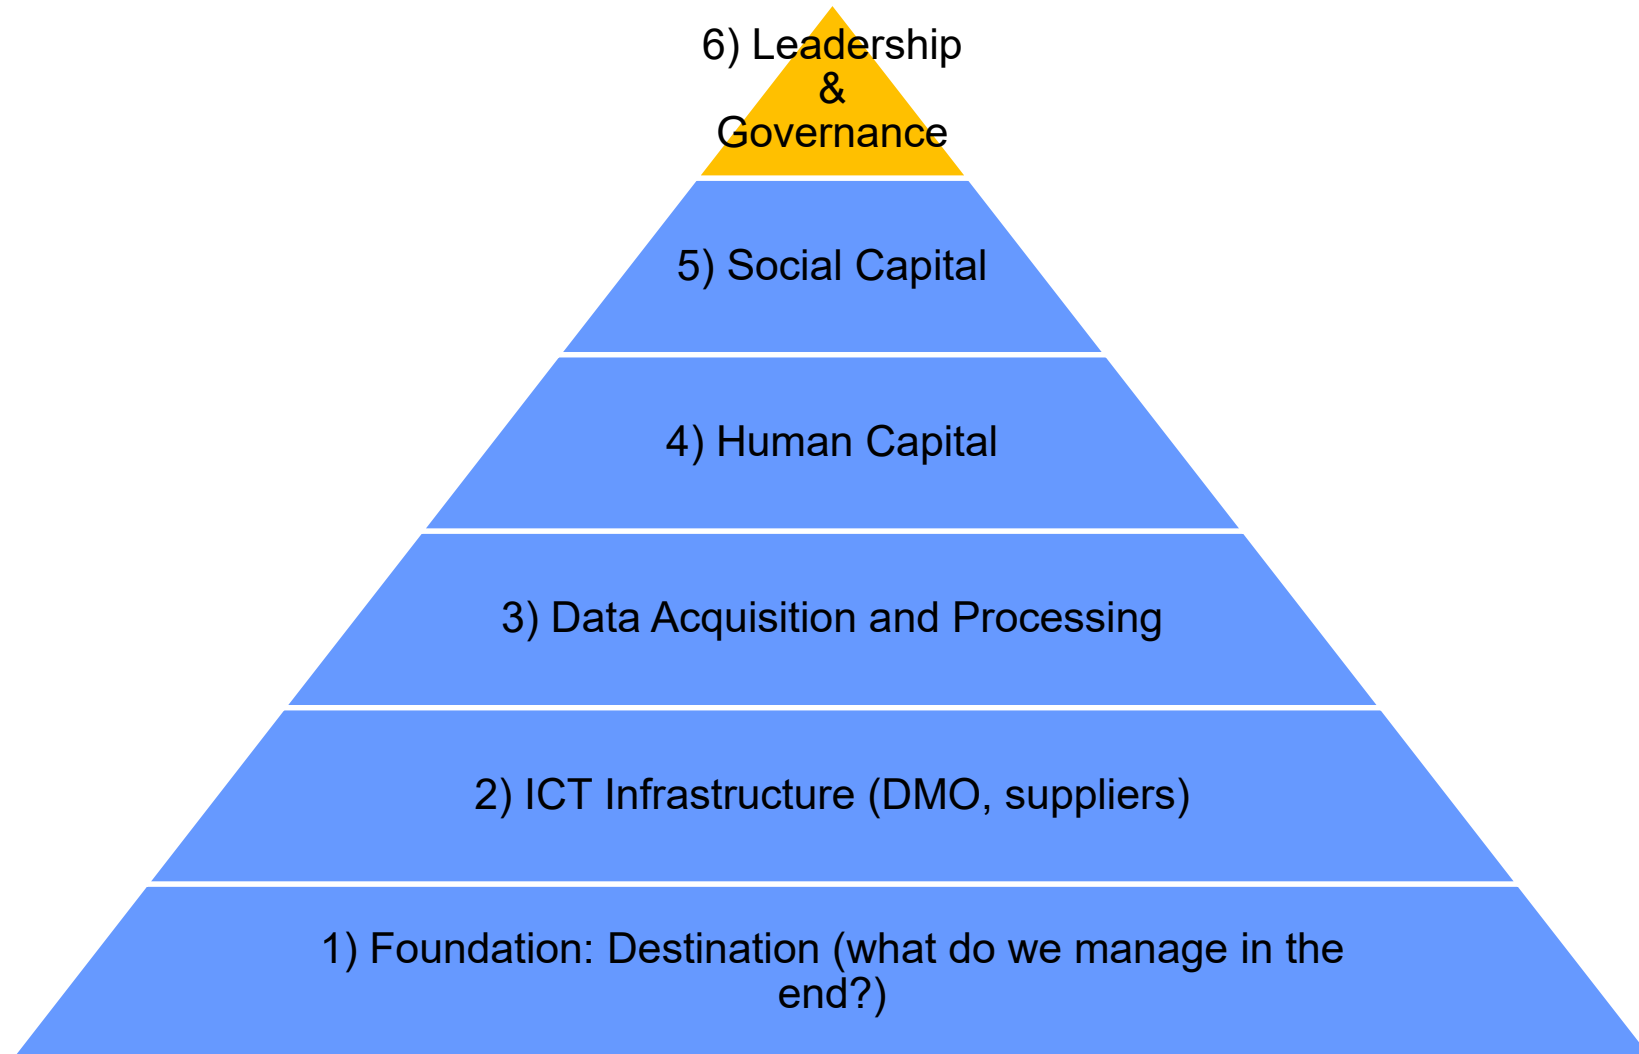 6) Leadership
&
Governance
5) Social Capital
4) Human Capital
3) Data Acquisition and Processing
2) ICT Infrastructure (DMO, suppliers)
1) Foundation: Destination (what do we manage in the
end?)